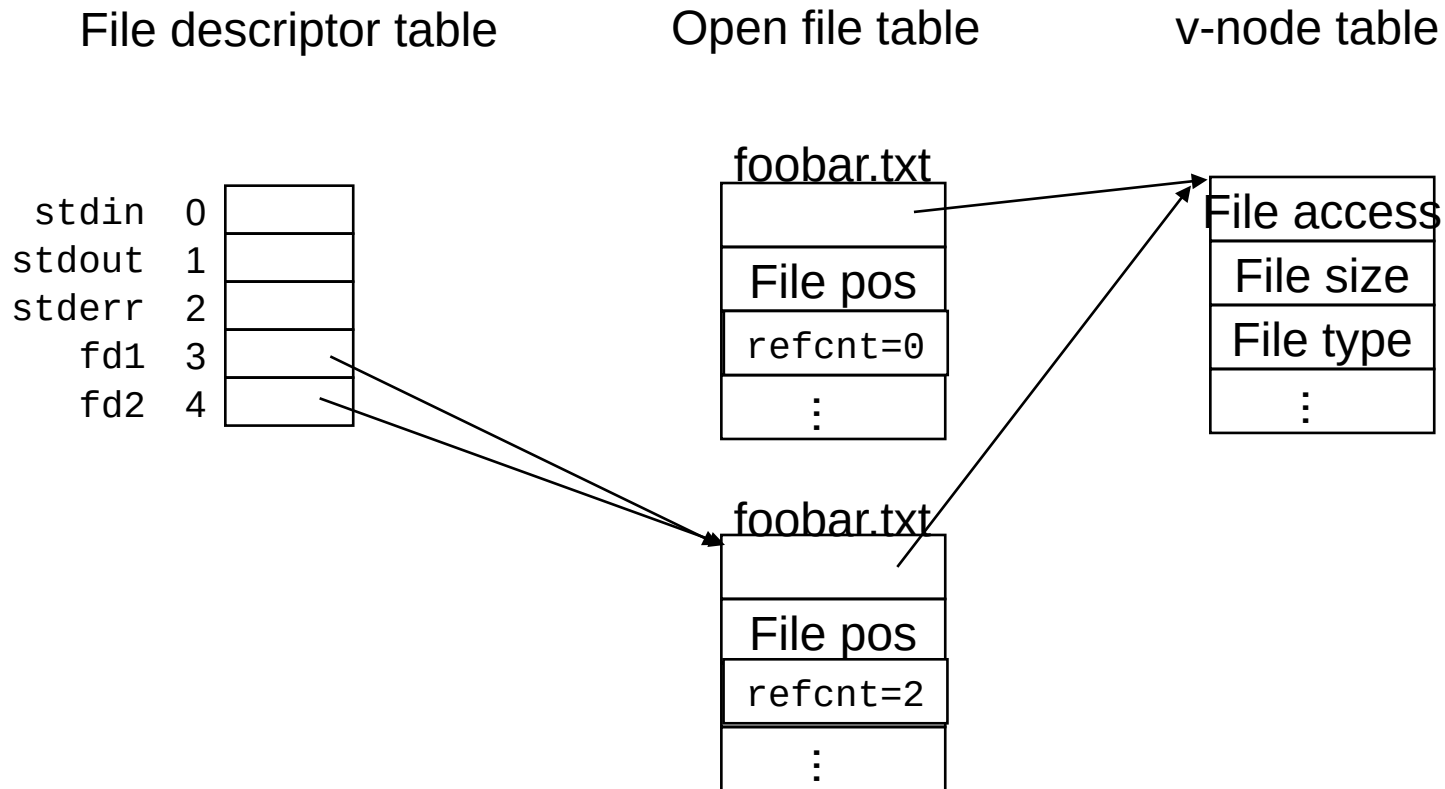 File descriptor table
Open file table
v-node table
stdin 0
stdout 1
stderr 2
fd1 3
fd2 4
foobar.txt
File pos
refcnt=0
⋮
foobar.txt
File pos
refcnt=2
⋮
File access
File size
File type
⋮